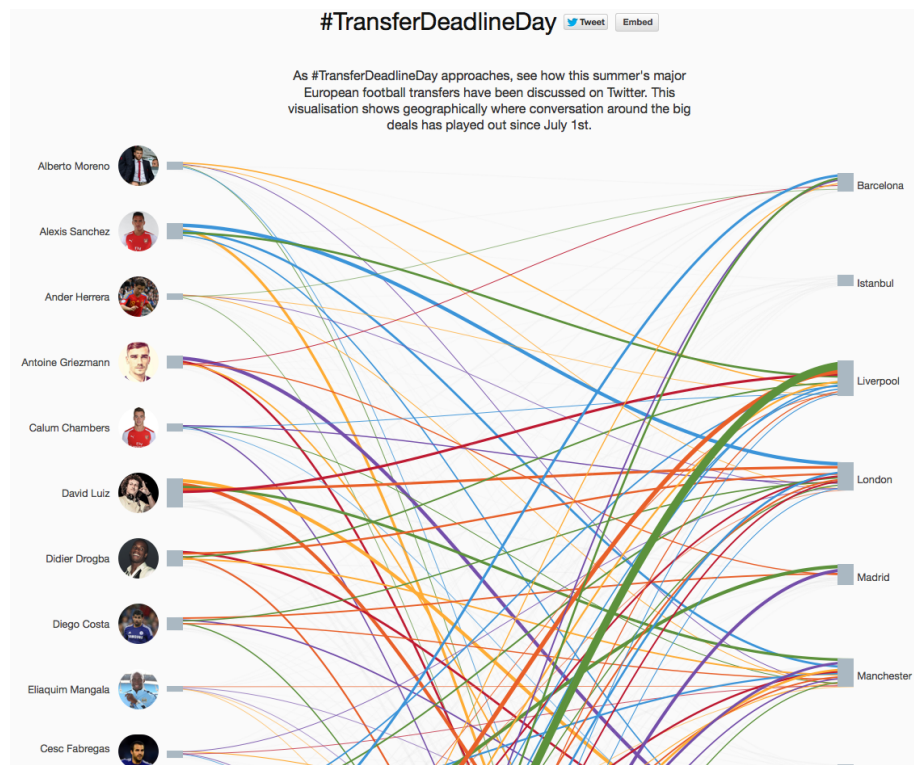 #TransferDeadlineDay Tweet Embed
As #TransferDeadlineDay approaches, see how this summer's major
European football transfers have been discussed on Twitter. This
visualisation shows geographically where conversation around the big
deals has played out since July 1st.
Alberto Moreno
Barcelona
Alexis Sanchez
Istanbul
Ander Herrera
Antoine Griezmann
Liverpool
Calum Chambers
London
David Luiz
Didier Drogba
Madrid
Diego Costa
Manchester
Eliaquim Mangala
Cesc Fabregas